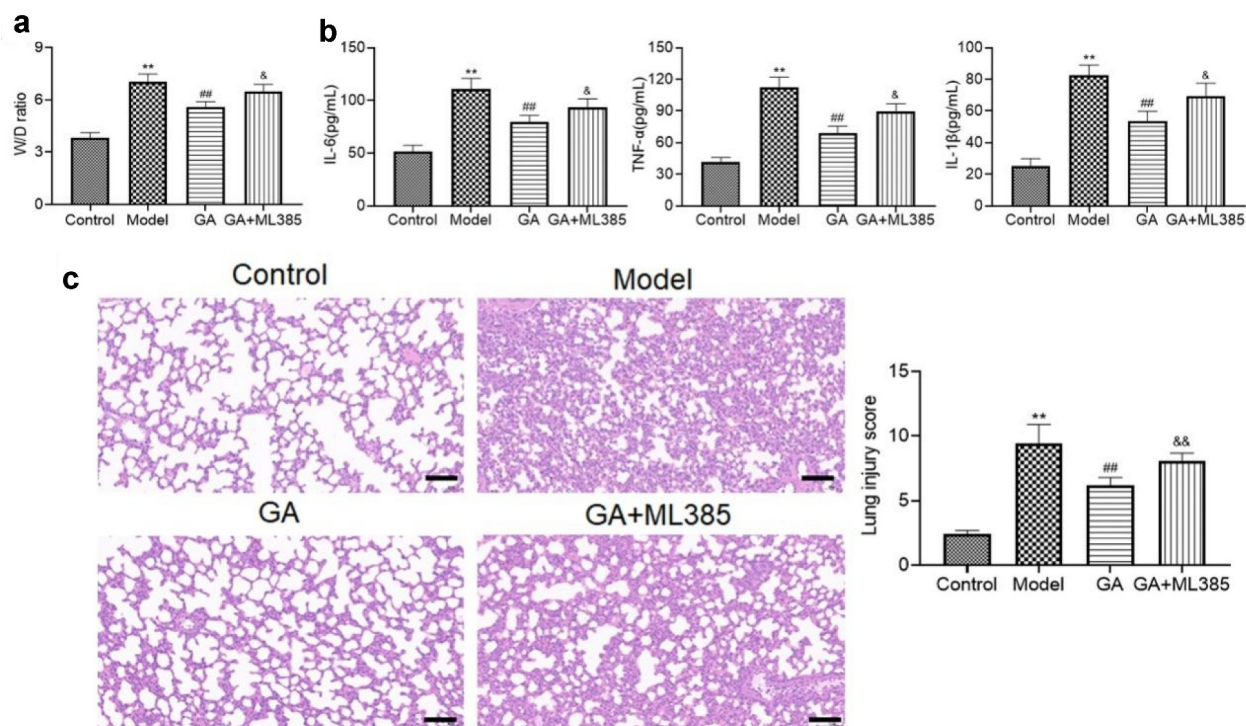 a
9
6
3
0
W/D ratio
**
##
&
Control Model GA GA+ML385
b
150
100
50
0
IL-6(pg/mL)
**
##
&
Control Model GA GA+ML385
150
120
90
60
30
0
TNF-α(pg/mL)
**
##
&
Control Model GA GA+ML385
100
80
60
40
20
0
IL-1β(pg/mL)
**
##
&
Control Model GA GA+ML385
c
Control
Model
GA
GA+ML385
15
10
5
0
Lung injury score
**
##
&&
Control Model GA GA+ML385